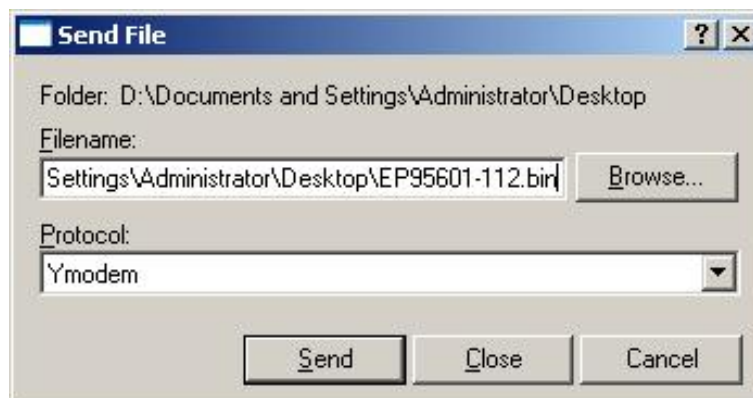 Send File
Folder: D:\Documents and Settings\Administrator\Desktop
Filename:
Settings\Administrator\Desktop\EP95601-112.bin Browse...
Protocol:
Ymodem
Send Close Cancel